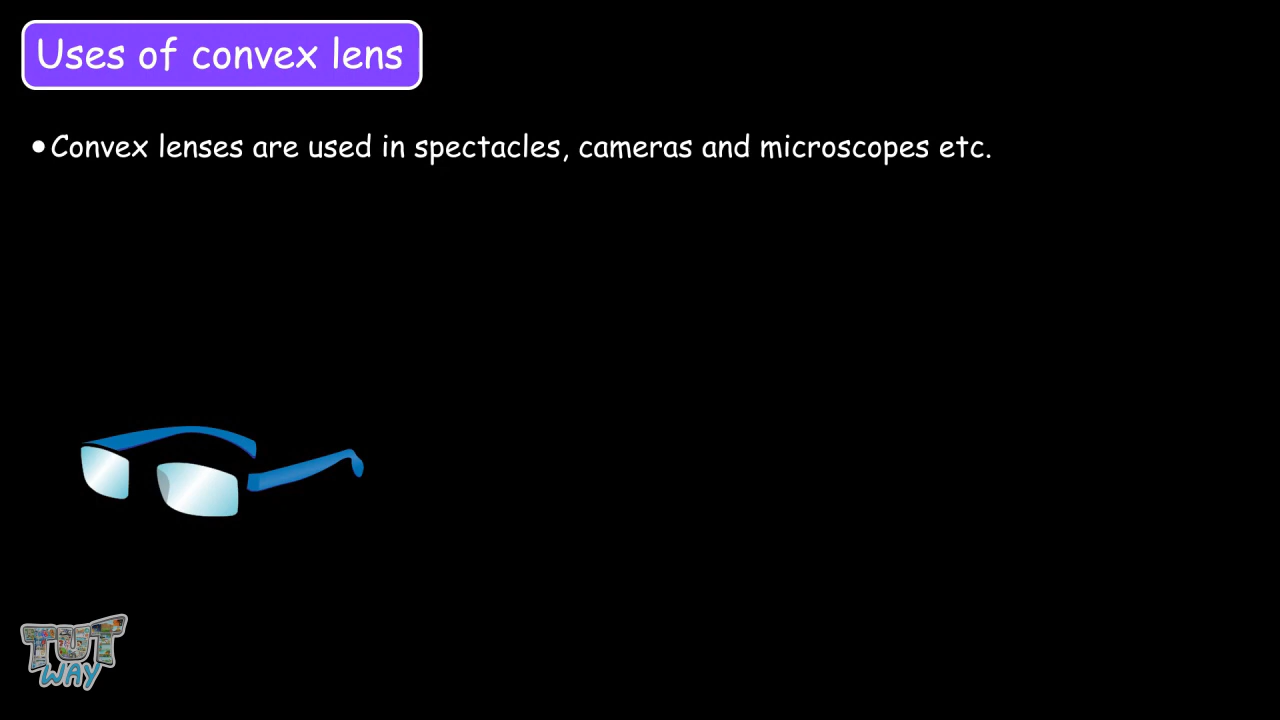 Uses of convex lens
• Convex lenses are used in spectacles, cameras and microscopes etc.
TUT
WAY